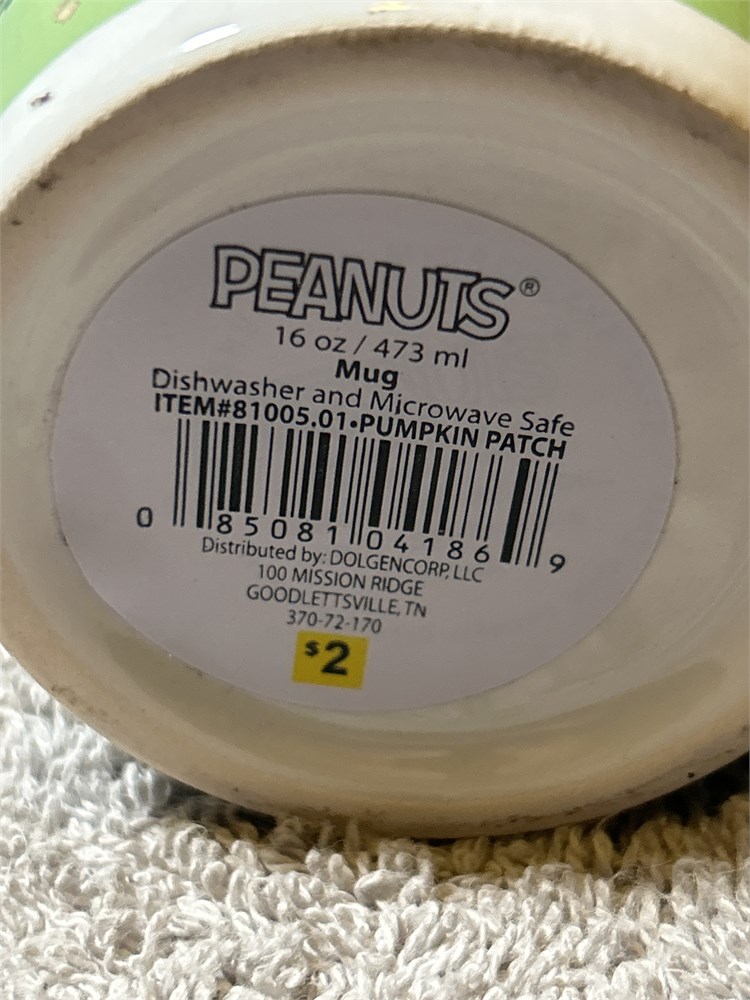 PEANUTS®
16 oz / 473 ml
Mug
Dishwasher and Microwave Safe
ITEM#81005.01•PUMPKIN PATCH
0 85081 04186 9
Distributed by: DOLGENCORP, LLC
100 MISSION RIDGE
GOODLETTSVILLE, TN
370-72-170
$2